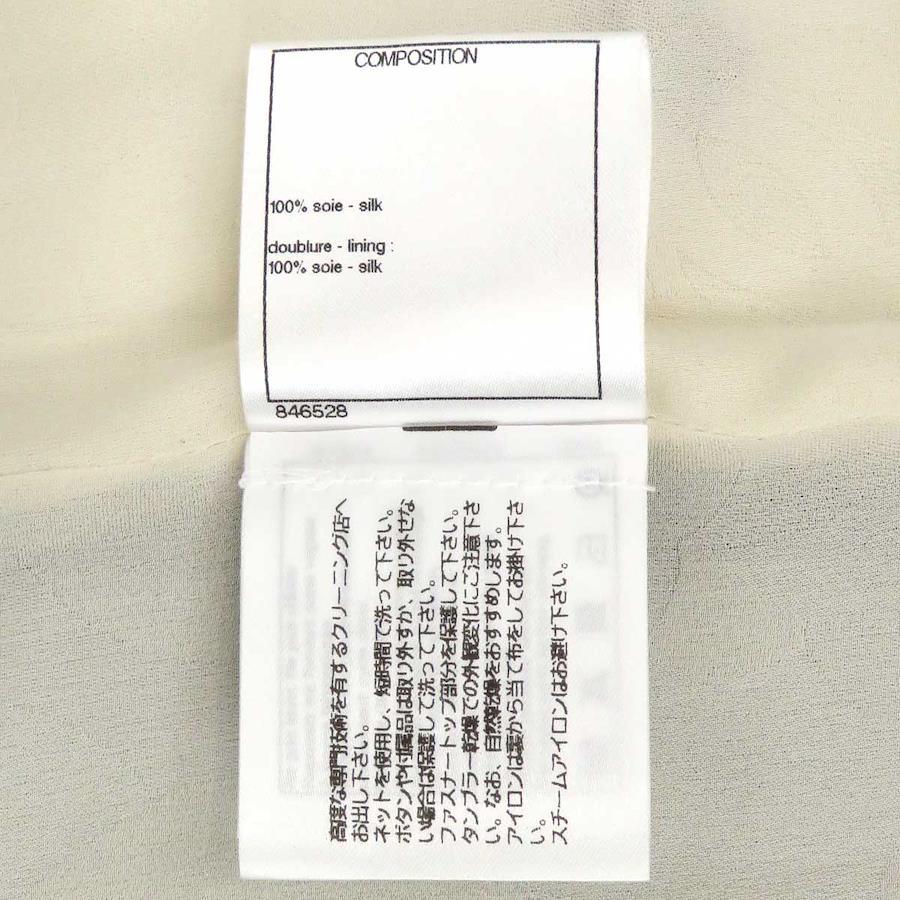 COMPOSITION
100% soie - silk
doublure - lining :
100% soie - silk
846528
高度な専門技術を有するクリーニング店へ
お出し下さい。
ネットを使用し、短時間で洗って下さい。
ボタンや付属品は取り外すか、取り外せな
い場合は保護して洗って下さい。
ファスナートップ部分を保護して下さい。
タンブラー乾燥での外観変化にご注意下さ
い。なお、自然乾燥をおすすめします。
アイロンは裏から当て布をしてお掛け下さ
い。
スチームアイロンはお避け下さい。